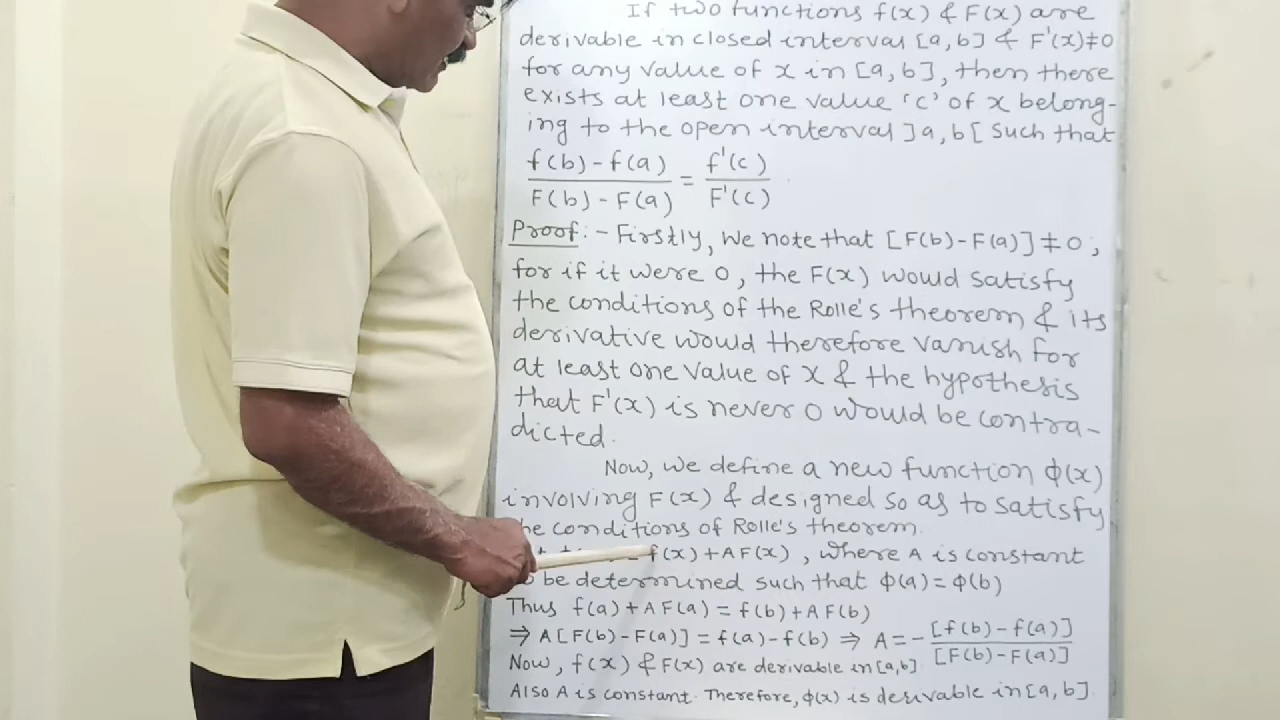 If two functions f(x) & F(x) are
derivable in closed interval [a, b] & F'(x)≠0
for any value of x in [a, b], then there
exists at least one value 'c' of x belong-
ing to the open interval ]a, b[ such that
f(b) - f(a) / F(b) - F(a) = f'(c) / F'(c)
Proof: - Firstly, we note that [F(b)-F(a)] ≠ 0,
for if it were 0, the F(x) would satisfy
the conditions of the Rolle's theorem & its
derivative would therefore vanish for
at least one value of x & the hypothesis
that F'(x) is never 0 would be contra-
dicted.
Now, we define a new function φ(x)
involving F(x) & designed so as to satisfy
he conditions of Rolle's theorem.
f(x) + AF(x), where A is constant
be determined such that φ(a) = φ(b)
Thus f(a) + AF(a) = f(b) + AF(b)
⇒ A[F(b)-F(a)] = f(a)-f(b) ⇒ A = - [f(b)-f(a)] / [F(b)-F(a)]
Now, f(x) & F(x) are derivable in [a,b].
Also A is constant. Therefore, φ(x) is derivable in [a, b].